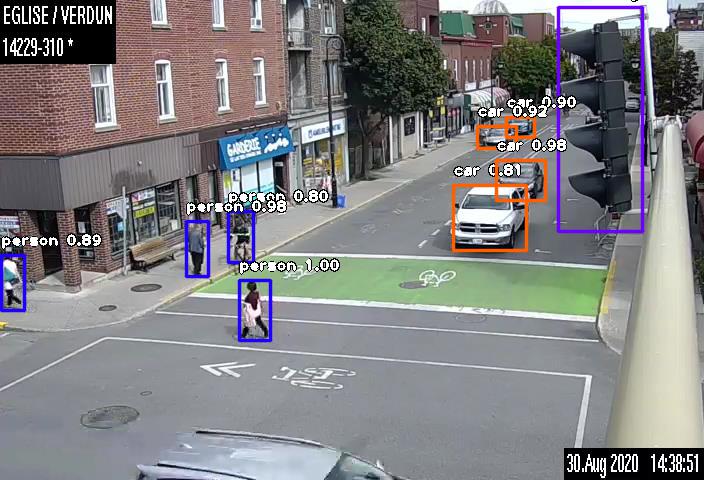 EGLISE / VERDUN
14229-310 *
car 0.90
car 0.92
car 0.98
car 0.81
GARDERIE
person 0.80
person 0.98
person 0.89
person 1.00
30.Aug 2020 14:38:51